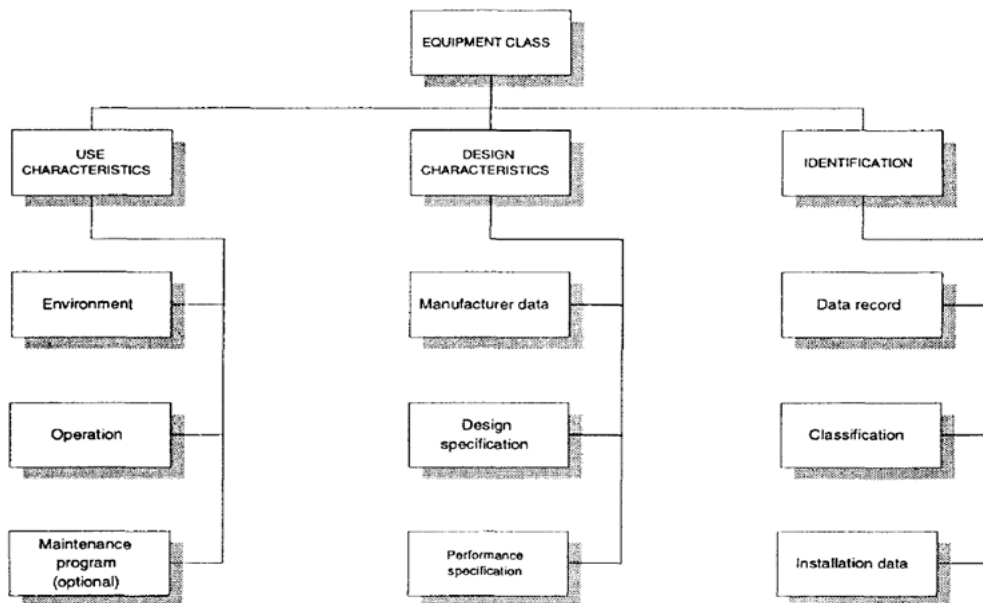 EQUIPMENT CLASS
USE
CHARACTERISTICS
DESIGN
CHARACTERISTICS
IDENTIFICATION
Environment
Manufacturer data
Data record
Operation
Design
specification
Classification
Maintenance
program
(optional)
Performance
specification
Installation data